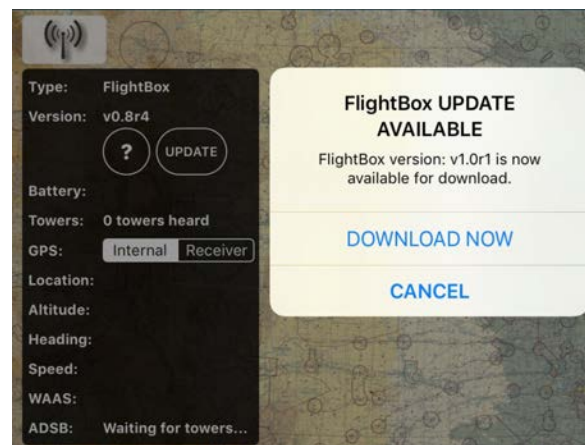 Type: FlightBox
Version: v0.8r4
? UPDATE
Battery:
Towers: 0 towers heard
GPS: Internal Receiver
Location:
Altitude:
Heading:
Speed:
WAAS:
ADSB: Waiting for towers...
FlightBox UPDATE
AVAILABLE
FlightBox version: v1.0r1 is now
available for download.
DOWNLOAD NOW
CANCEL